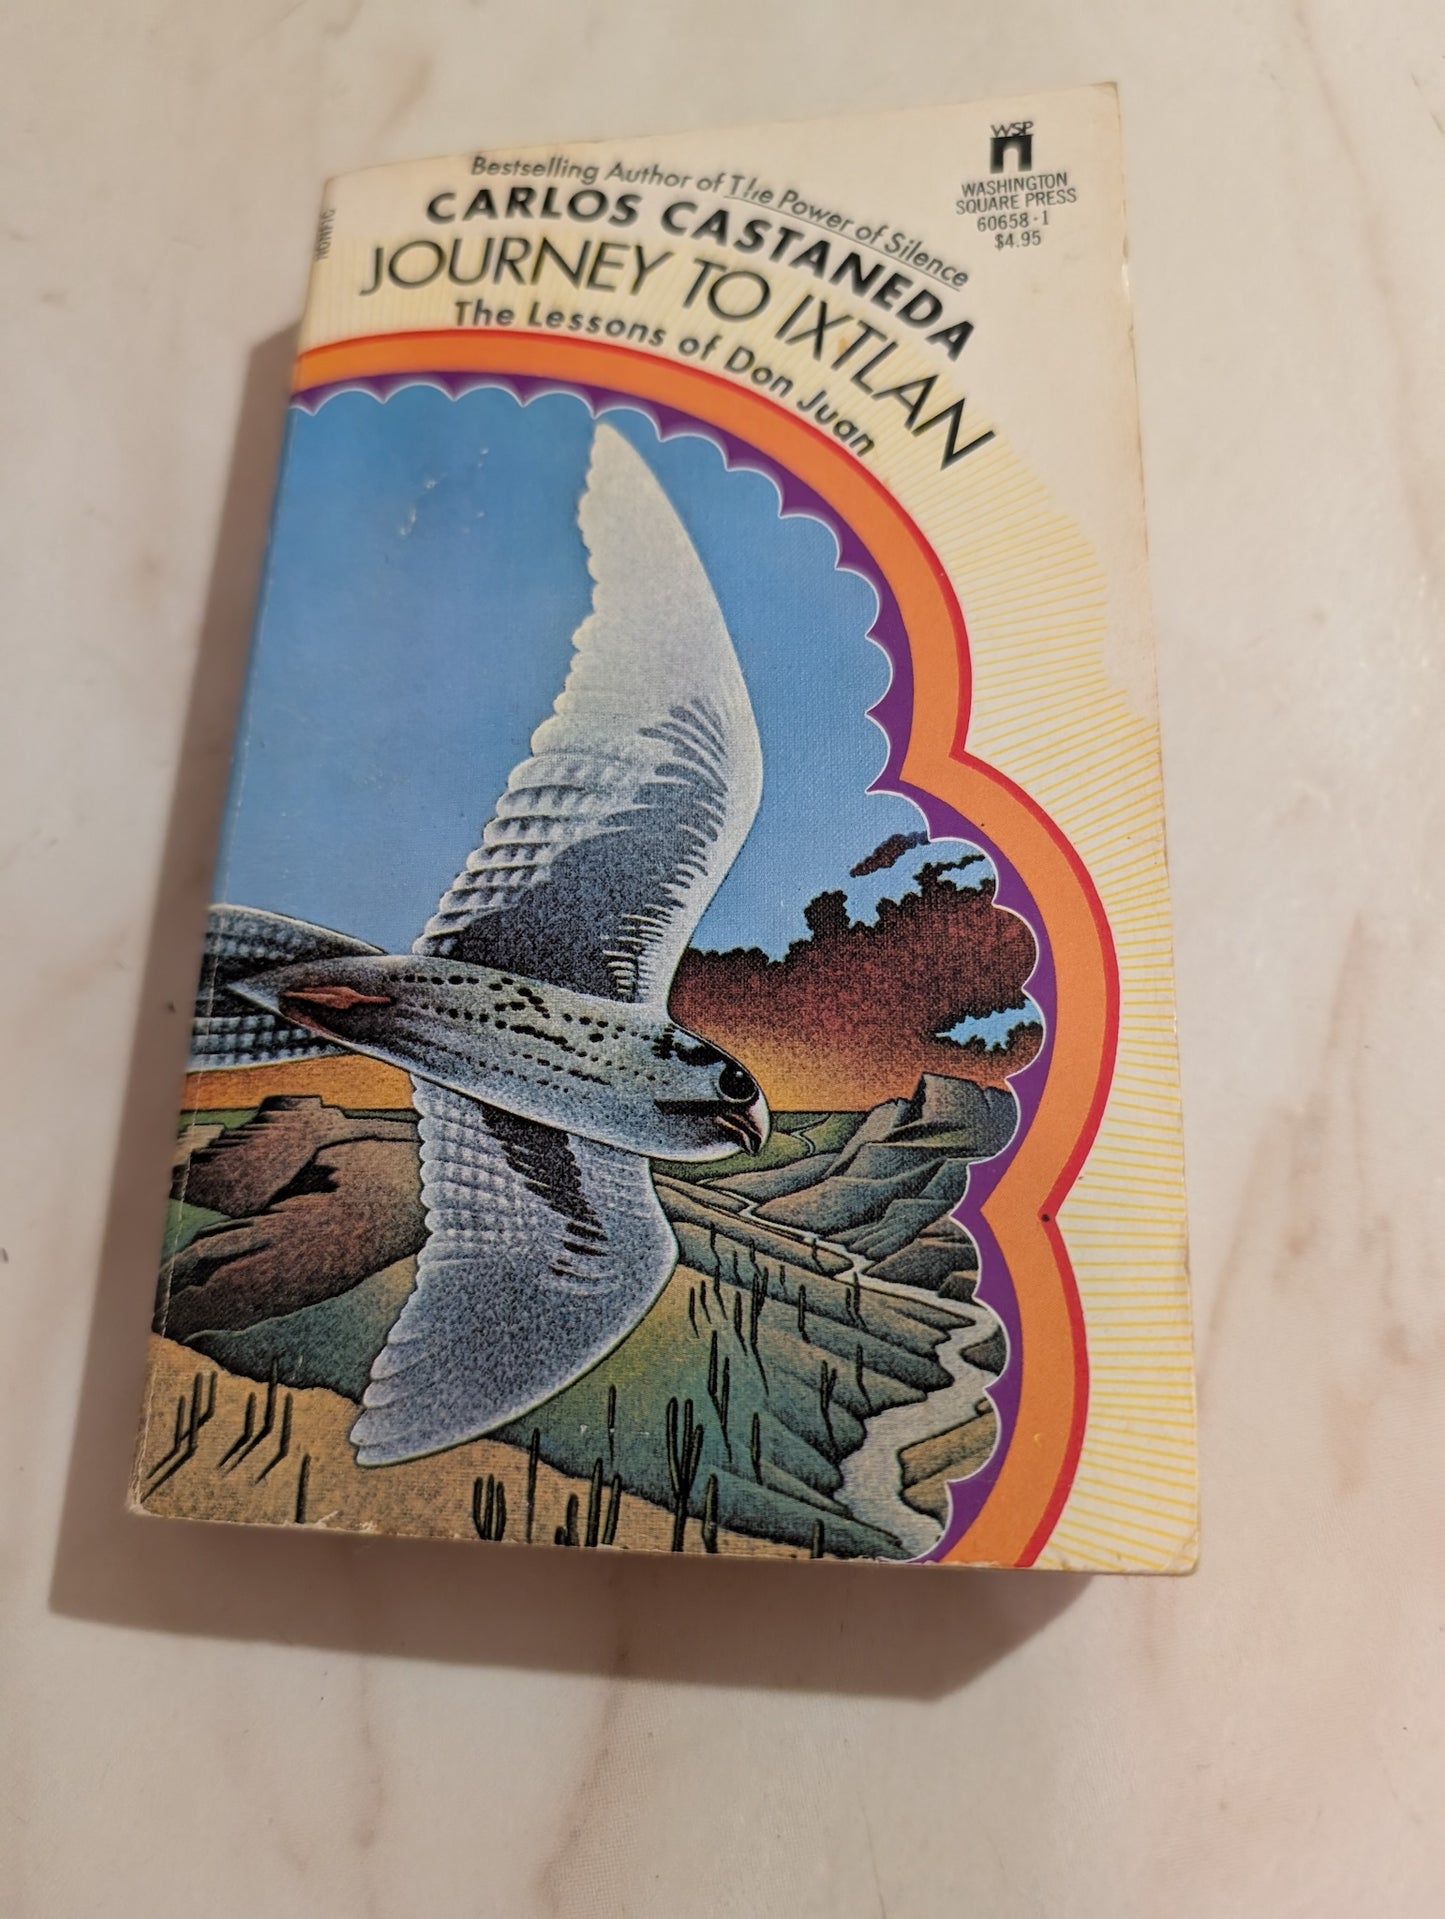 Bestselling Author of The Power of Silence
CARLOS CASTANEDA
JOURNEY TO IXTLAN
The Lessons of Don Juan
WSP
WASHINGTON
SQUARE PRESS
60658-1
$4.95
NONFIC